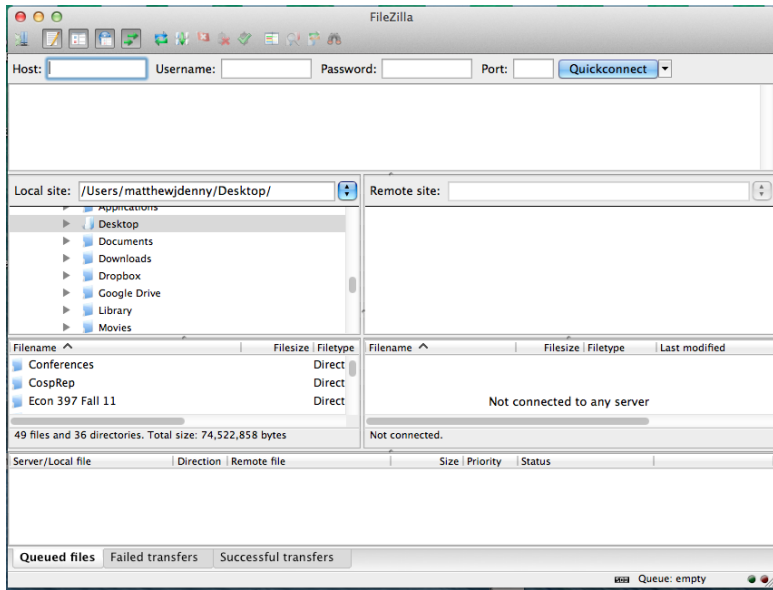 FileZilla
Host: Username: Password: Port: Quickconnect
Local site: /Users/matthewjdenny/Desktop/ Remote site:
Applications
Desktop
Documents
Downloads
Dropbox
Google Drive
Library
Movies
Filename Filesize Filetype Filename Filesize Filetype Last modified
Conferences Direct
CospRep Direct
Econ 397 Fall 11 Direct
Not connected to any server
49 files and 36 directories. Total size: 74,522,858 bytes Not connected.
Server/Local file Direction Remote file Size Priority Status
Queued files Failed transfers Successful transfers
Queue: empty